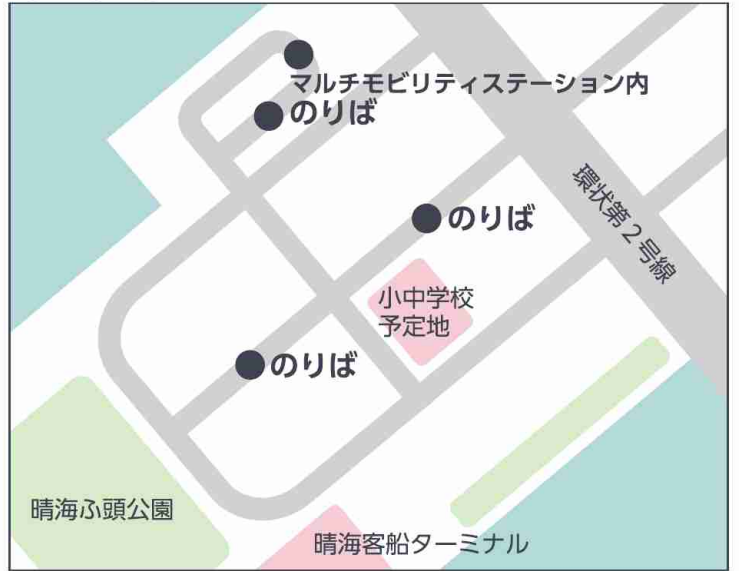 マルチモビリティステーション内
のりば
のりば
環状第2号線
小中学校
予定地
のりば
晴海ふ頭公園
晴海客船ターミナル